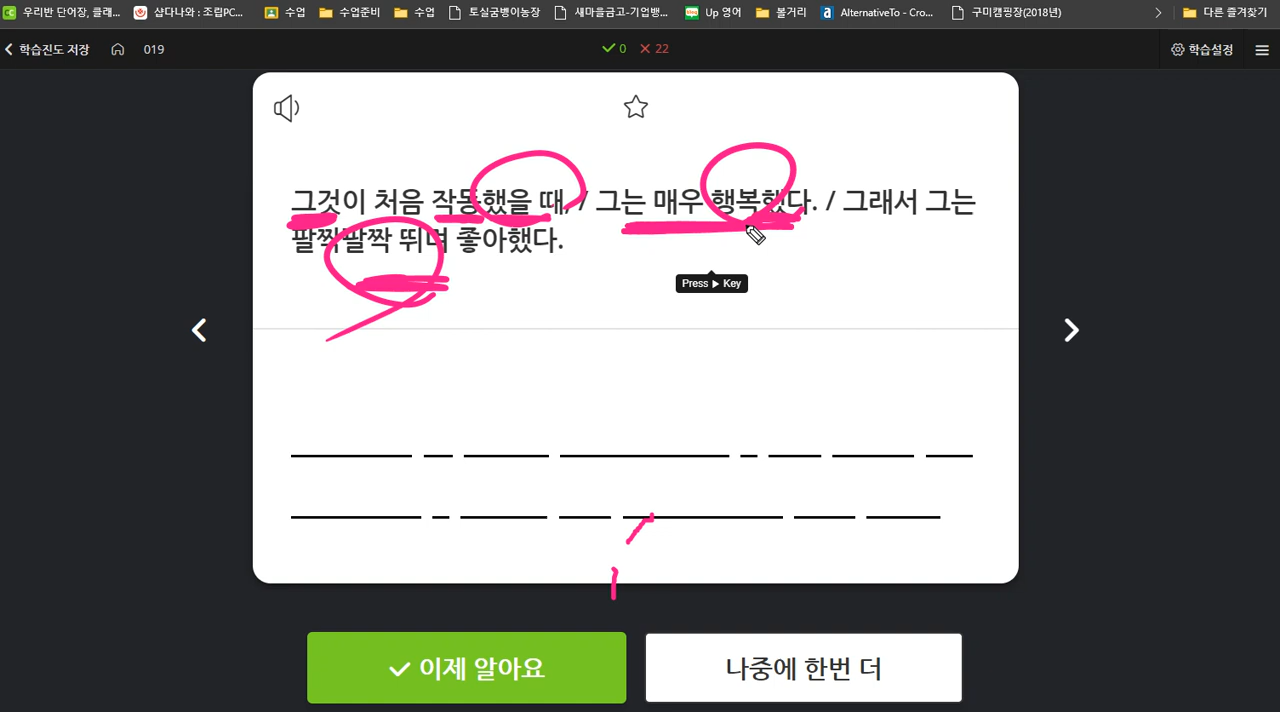 우리반 단어장, 클래... 샵다나와 : 조립PC... 수업 수업준비 수업 토실굼벵이농장 새마을금고-기업뱅... Up 영어 볼거리 AlternativeTo - Cro... 구미캠핑장(2018년) 다른 즐겨찾기
학습진도 저장 019 0 22 학습설정
그것이 처음 작동했을 때, / 그는 매우 행복했다. / 그래서 그는
팔짝팔짝 뛰며 좋아했다.
Press ▶ Key
이제 알아요 나중에 한번 더